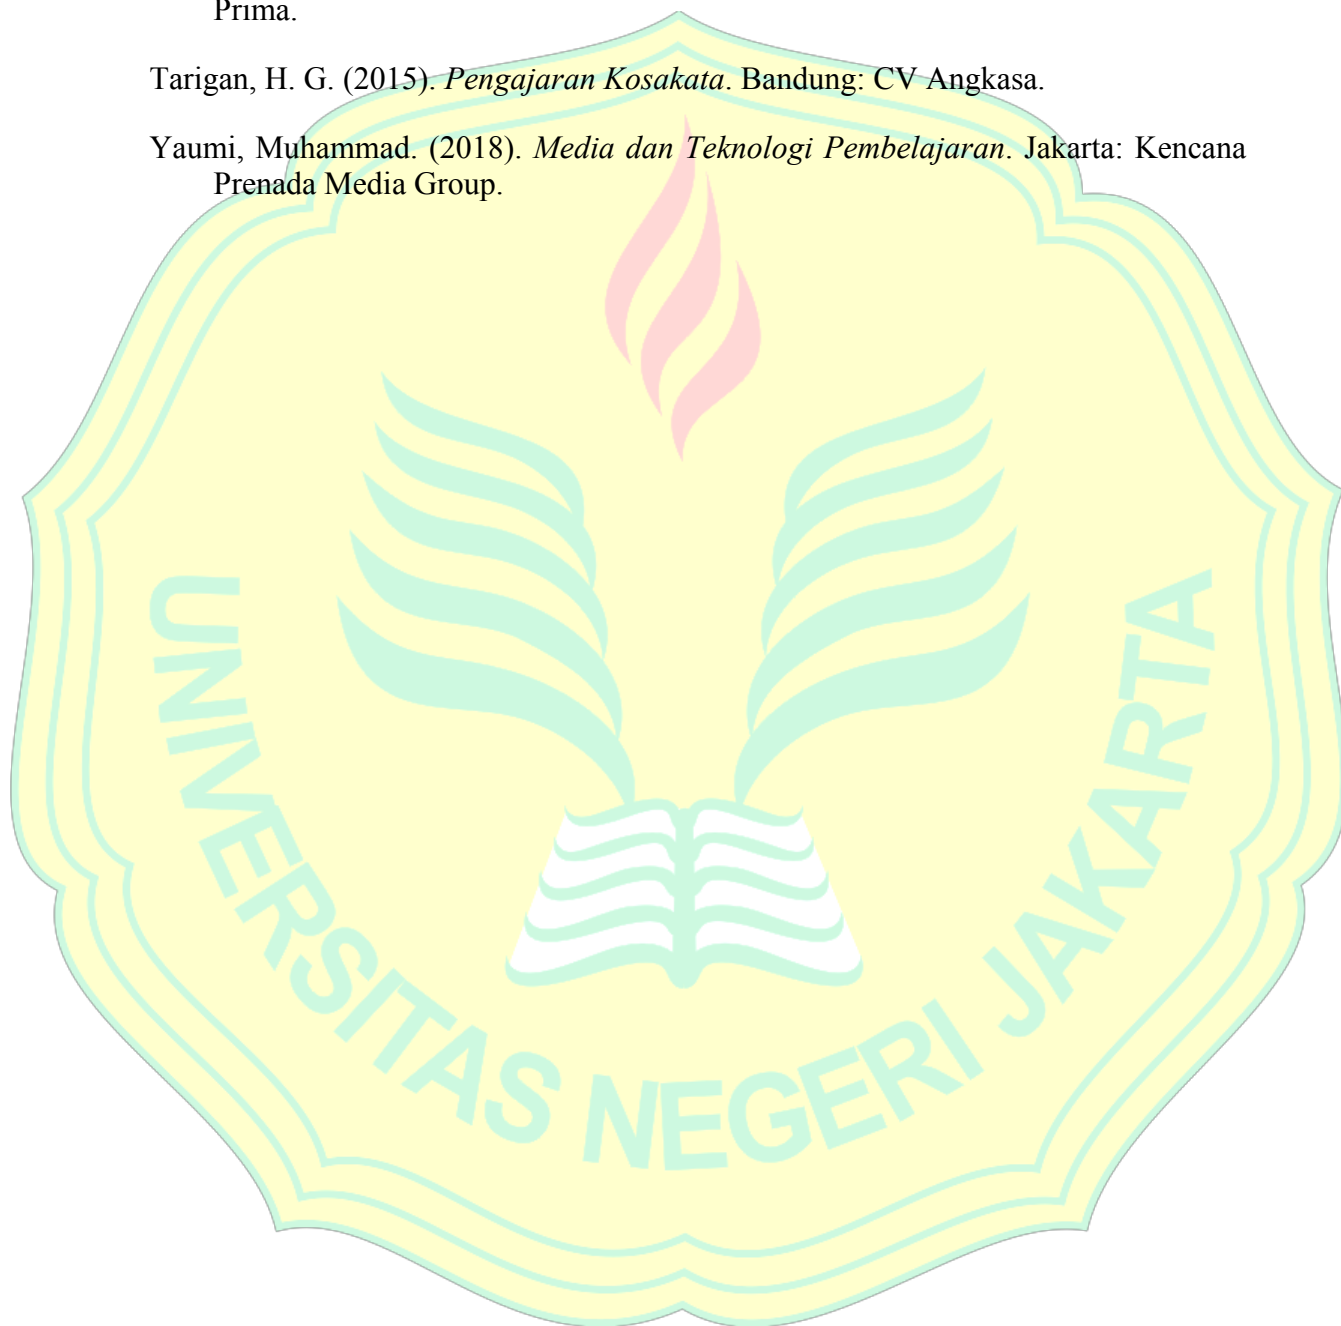 Prima.
Tarigan, H. G. (2015). Pengajaran Kosakata. Bandung: CV Angkasa.
Yaumi, Muhammad. (2018). Media dan Teknologi Pembelajaran. Jakarta: Kencana
Prenada Media Group.
UNIVERSITAS NEGERI JAKARTA